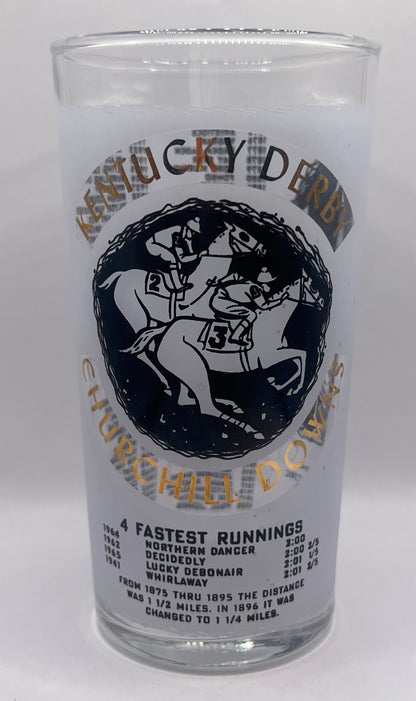 KENTUCKY DERBY
2
3
CHURCHILL DOWNS
4 FASTEST RUNNINGS
1964 NORTHERN DANCER 2:00
1962 DECIDEDLY 2:00 2/5
1965 LUCKY DEBONAIR 2:01 1/5
1941 WHIRLAWAY 2:01 2/5
FROM 1875 THRU 1895 THE DISTANCE
WAS 1 1/2 MILES. IN 1896 IT WAS
CHANGED TO 1 1/4 MILES.